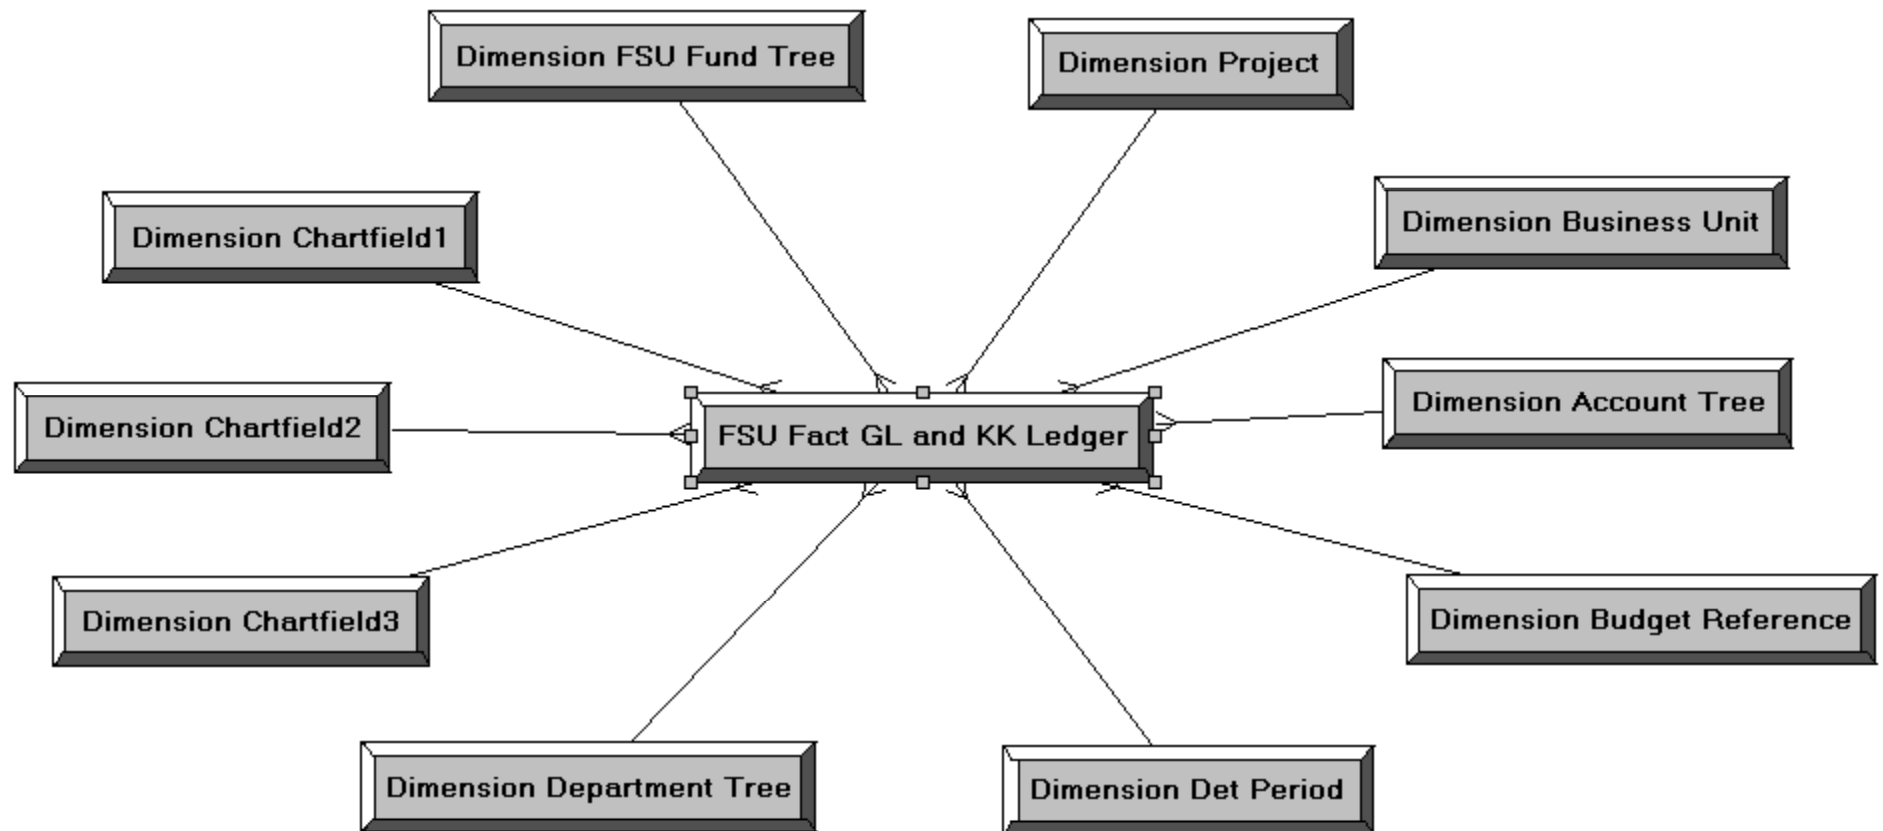 Dimension FSU Fund Tree
Dimension Project
Dimension Chartfield1
Dimension Business Unit
Dimension Chartfield2
FSU Fact GL and KK Ledger
Dimension Account Tree
Dimension Chartfield3
Dimension Budget Reference
Dimension Department Tree
Dimension Det Period